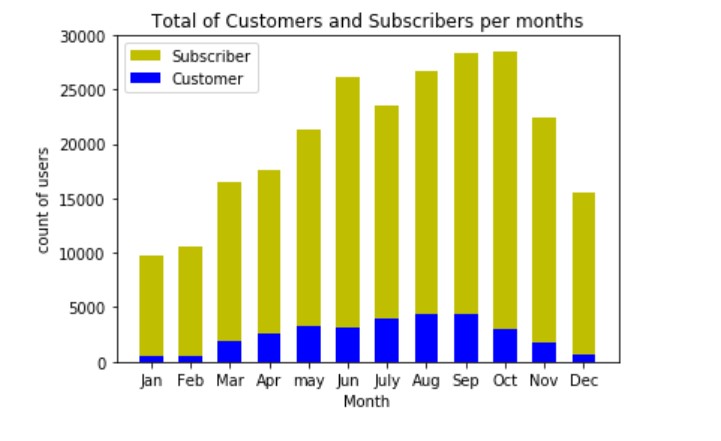 Total of Customers and Subscribers per months
30000
Subscriber
Customer
25000
20000
15000
10000
5000
0
count of users
Jan Feb Mar Apr may Jun July Aug Sep Oct Nov Dec
Month